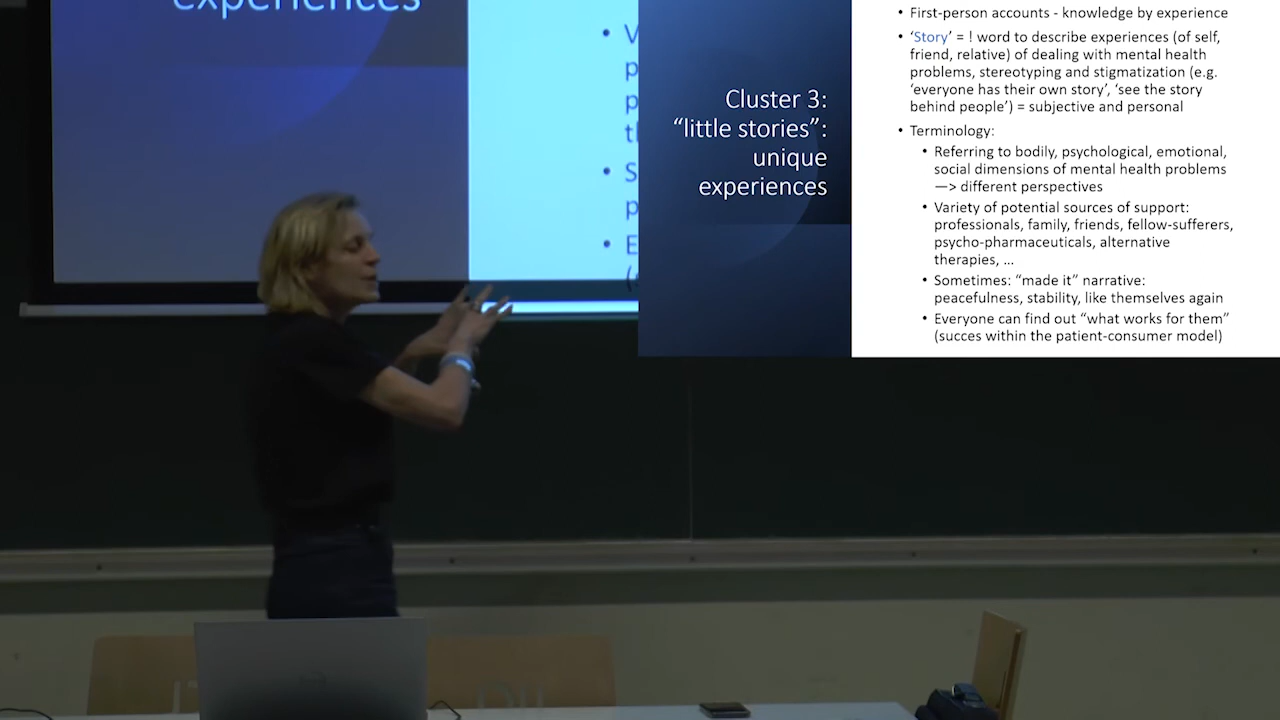 experiences
V
p
p
tl
S
p
E
(
Cluster 3:
“little stories”:
unique
experiences
• First-person accounts - knowledge by experience
• ‘Story’ = ! word to describe experiences (of self,
friend, relative) of dealing with mental health
problems, stereotyping and stigmatization (e.g.
‘everyone has their own story’, ‘see the story
behind people’) = subjective and personal
• Terminology:
• Referring to bodily, psychological, emotional,
social dimensions of mental health problems
—> different perspectives
• Variety of potential sources of support:
professionals, family, friends, fellow-sufferers,
psycho-pharmaceuticals, alternative
therapies, ...
• Sometimes: “made it” narrative:
peacefulness, stability, like themselves again
• Everyone can find out “what works for them”
(succes within the patient-consumer model)